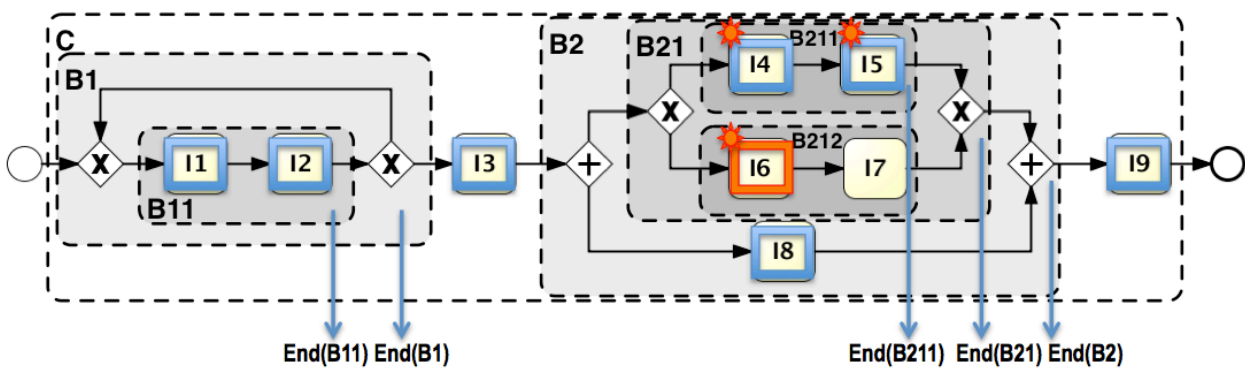 C
B1
X
I1
I2
B11
X
I3
B2
+
B21
X
B211
I4
I5
B212
I6
I7
X
I8
+
I9
End(B11) End(B1)
End(B211) End(B21) End(B2)